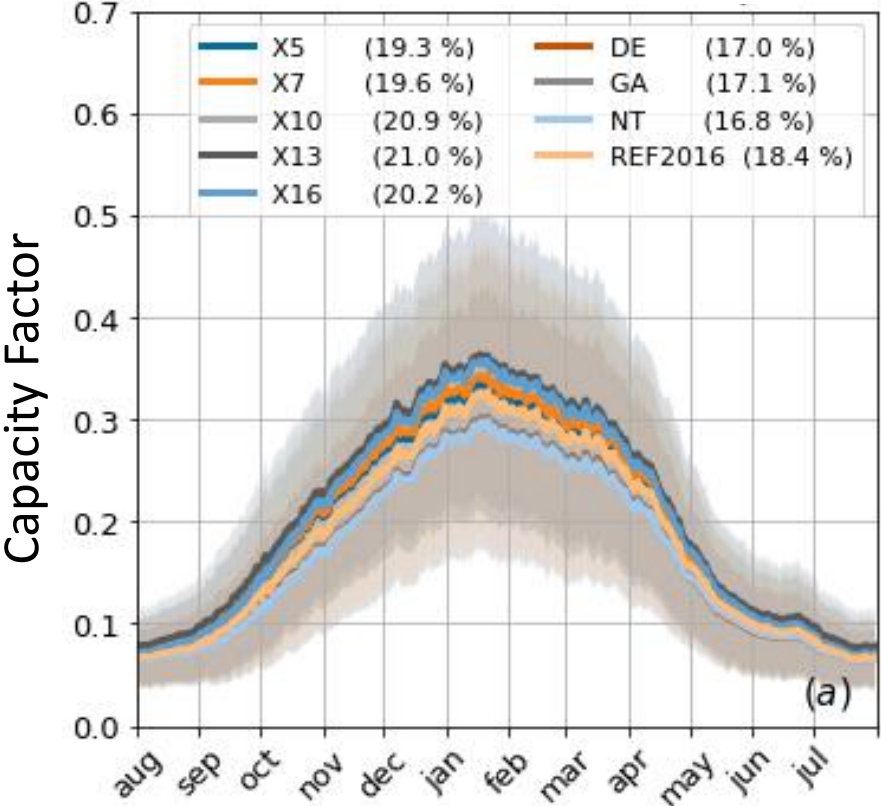 0.7
0.6
0.5
0.4
0.3
0.2
0.1
0.0
Capacity Factor
X5 (19.3 %)
X7 (19.6 %)
X10 (20.9 %)
X13 (21.0 %)
X16 (20.2 %)
DE (17.0 %)
GA (17.1 %)
NT (16.8 %)
REF2016 (18.4 %)
(a)
aug sep oct nov dec jan feb mar apr may jun jul